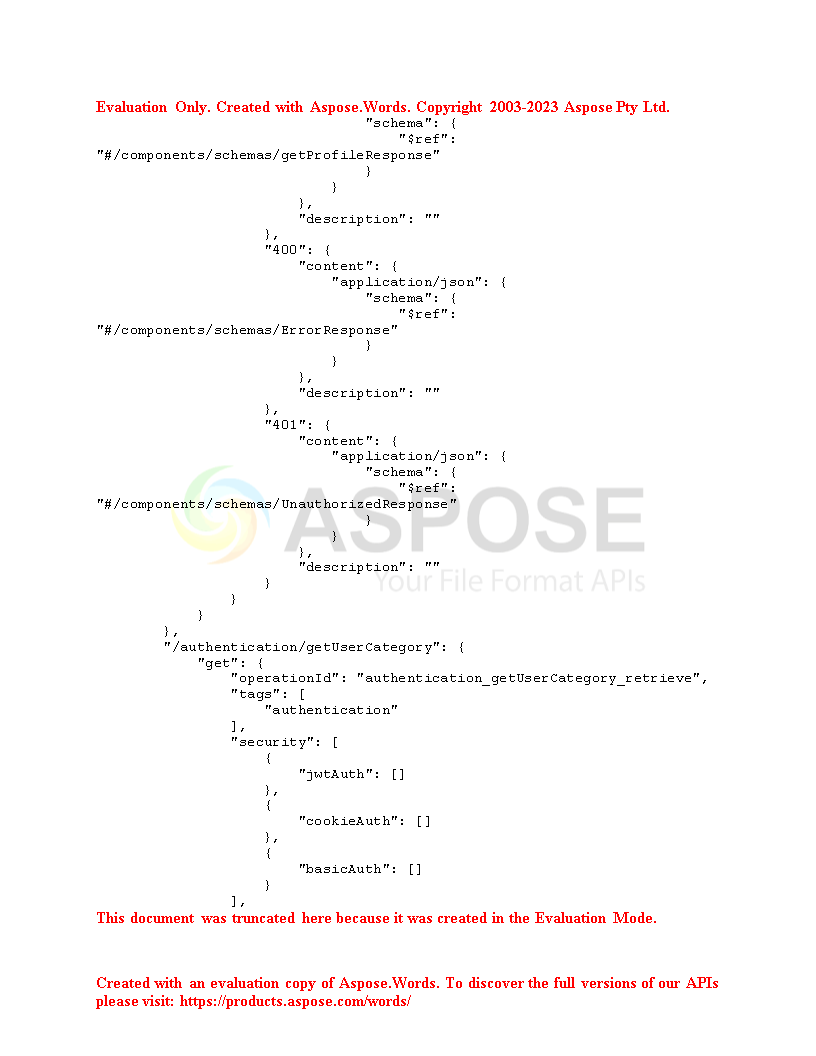 Evaluation Only. Created with Aspose.Words. Copyright 2003-2023 Aspose Pty Ltd.
"schema": {
"$ref":
"#/components/schemas/getProfileResponse"
}
}
},
"description": ""
},
"400": {
"content": {
"application/json": {
"schema": {
"$ref":
"#/components/schemas/ErrorResponse"
}
}
},
"description": ""
},
"401": {
"content": {
"application/json": {
"schema": {
"$ref":
"#/components/schemas/UnauthorizedResponse"
ASPOSE
}
}
},
"description": ""
Your File Format APIs
}
}
}
},
"/authentication/getUserCategory": {
"get": {
"operationId": "authentication_getUserCategory_retrieve",
"tags": [
"authentication"
],
"security": [
{
"jwtAuth": []
},
{
"cookieAuth": []
},
{
"basicAuth": []
}
],
This document was truncated here because it was created in the Evaluation Mode.
Created with an evaluation copy of Aspose.Words. To discover the full versions of our APIs
please visit: https://products.aspose.com/words/